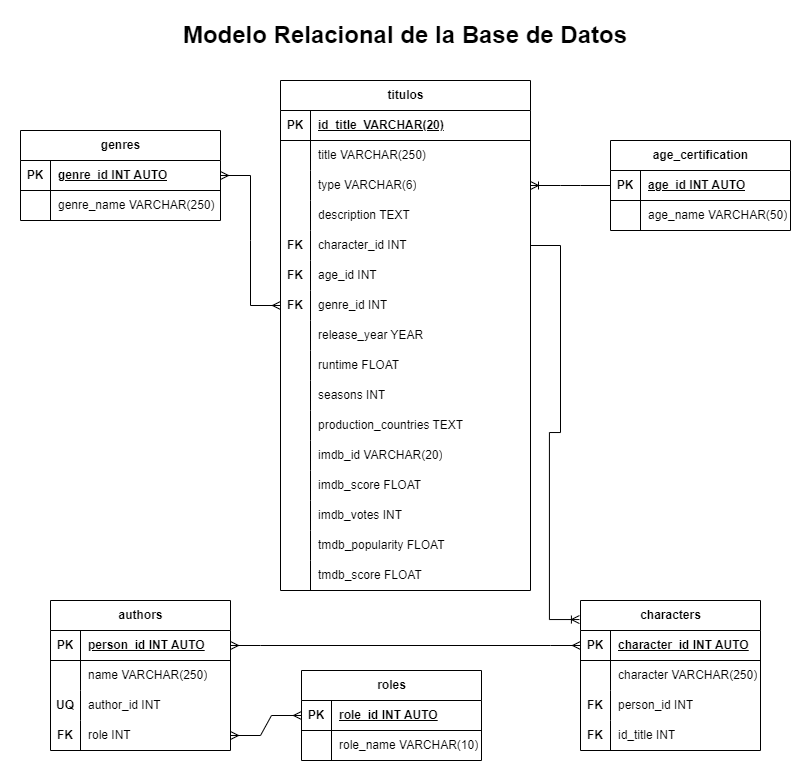 Modelo Relacional de la Base de Datos
titulos
PK id_title VARCHAR(20)
title VARCHAR(250)
type VARCHAR(6)
description TEXT
FK character_id INT
FK age_id INT
FK genre_id INT
release_year YEAR
runtime FLOAT
seasons INT
production_countries TEXT
imdb_id VARCHAR(20)
imdb_score FLOAT
imdb_votes INT
tmdb_popularity FLOAT
tmdb_score FLOAT
genres
PK genre_id INT AUTO
genre_name VARCHAR(250)
age_certification
PK age_id INT AUTO
age_name VARCHAR(50)
authors
PK person_id INT AUTO
name VARCHAR(250)
UQ author_id INT
FK role INT
roles
PK role_id INT AUTO
role_name VARCHAR(10)
characters
PK character_id INT AUTO
character VARCHAR(250)
FK person_id INT
FK id_title INT